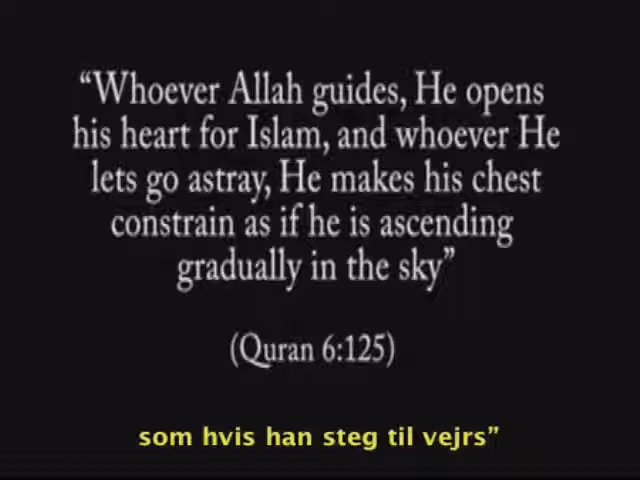 “Whoever Allah guides, He opens
his heart for Islam, and whoever He
lets go astray, He makes his chest
constrain as if he is ascending
gradually in the sky”
(Quran 6:125)
som hvis han steg til vejrs”